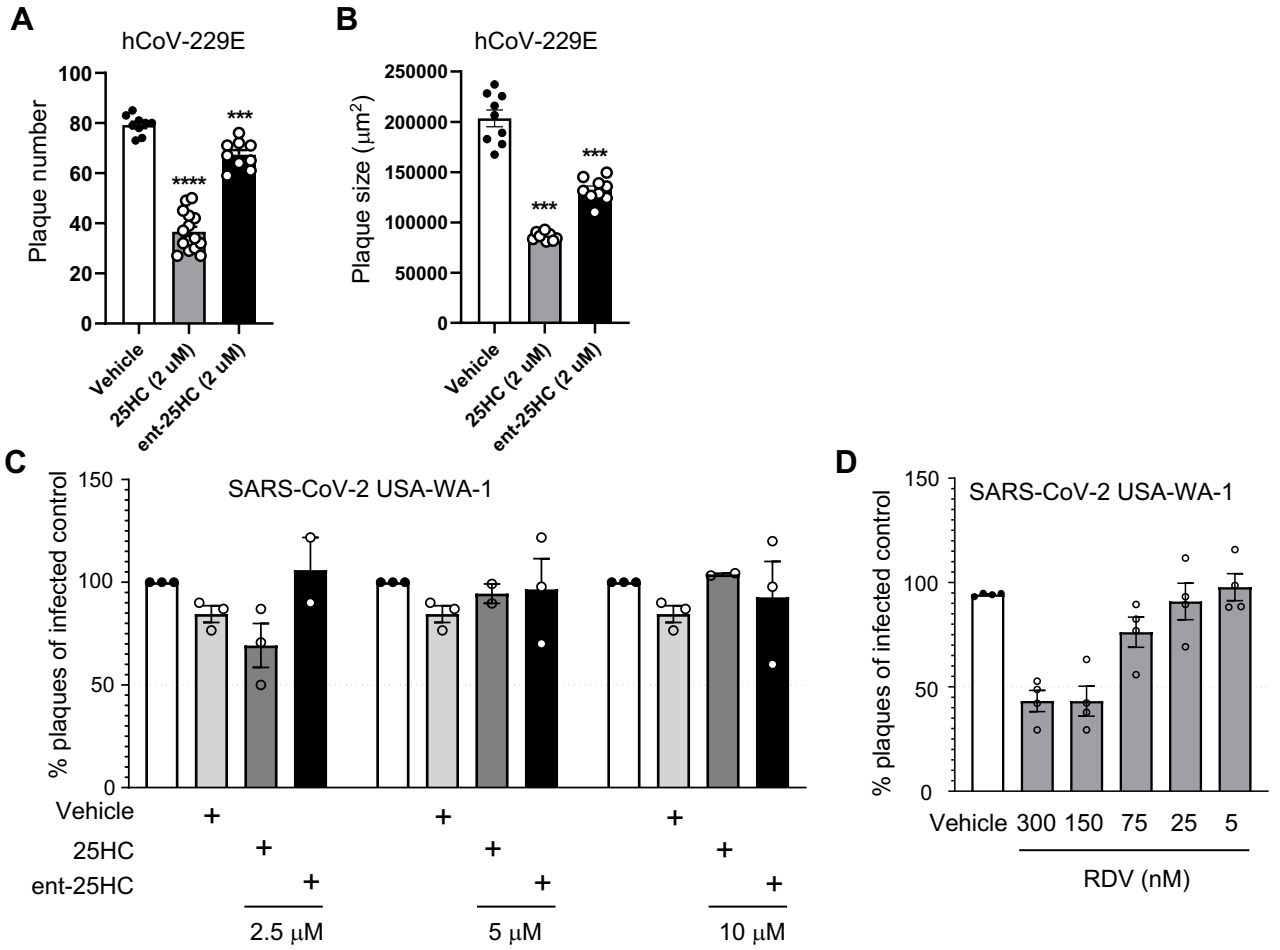 A
hCoV-229E
Plaque number
100
80
60
40
20
0
****
***
Vehicle
25HC (2 uM)
ent-25HC (2 uM)
B
hCoV-229E
Plaque size (μm²)
250000
200000
150000
100000
50000
0
***
***
Vehicle
25HC (2 uM)
ent-25HC (2 uM)
C
SARS-CoV-2 USA-WA-1
% plaques of infected control
150
100
50
0
Vehicle + + +
25HC + + +
ent-25HC + + +
2.5 μM 5 μM 10 μM
D
SARS-CoV-2 USA-WA-1
% plaques of infected control
150
100
50
0
Vehicle 300 150 75 25 5
RDV (nM)